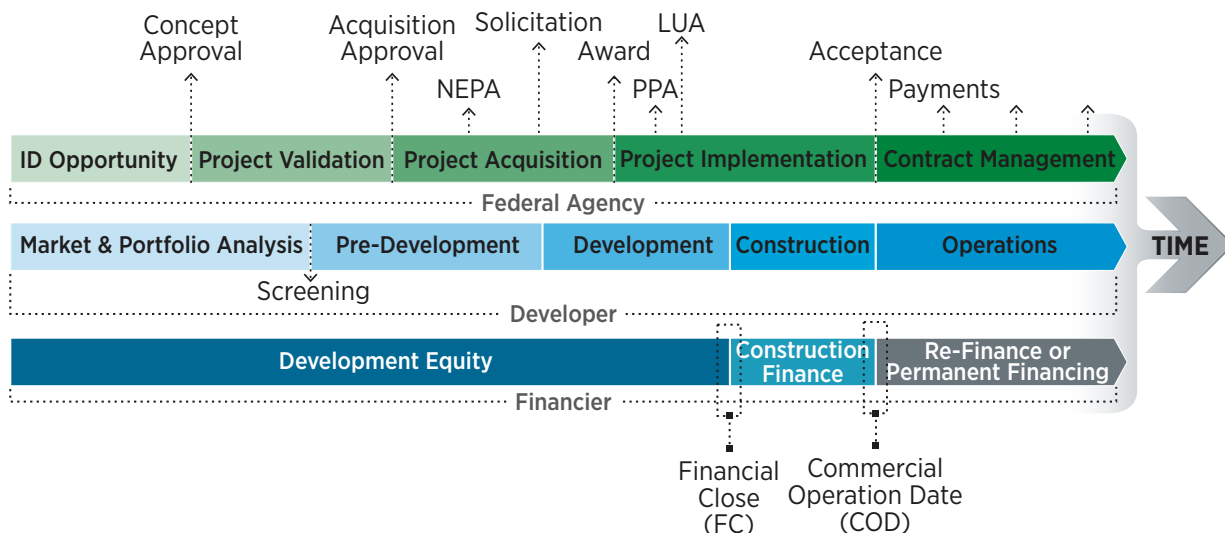 Concept
Approval
Acquisition
Approval
Solicitation
LUA
NEPA
Award
PPA
Acceptance
Payments
ID Opportunity
Project Validation
Project Acquisition
Project Implementation
Contract Management
Federal Agency
Market & Portfolio Analysis
Pre-Development
Development
Construction
Operations
TIME
Screening
Developer
Development Equity
Construction
Finance
Re-Finance or
Permanent Financing
Financier
Financial
Close
(FC)
Commercial
Operation Date
(COD)